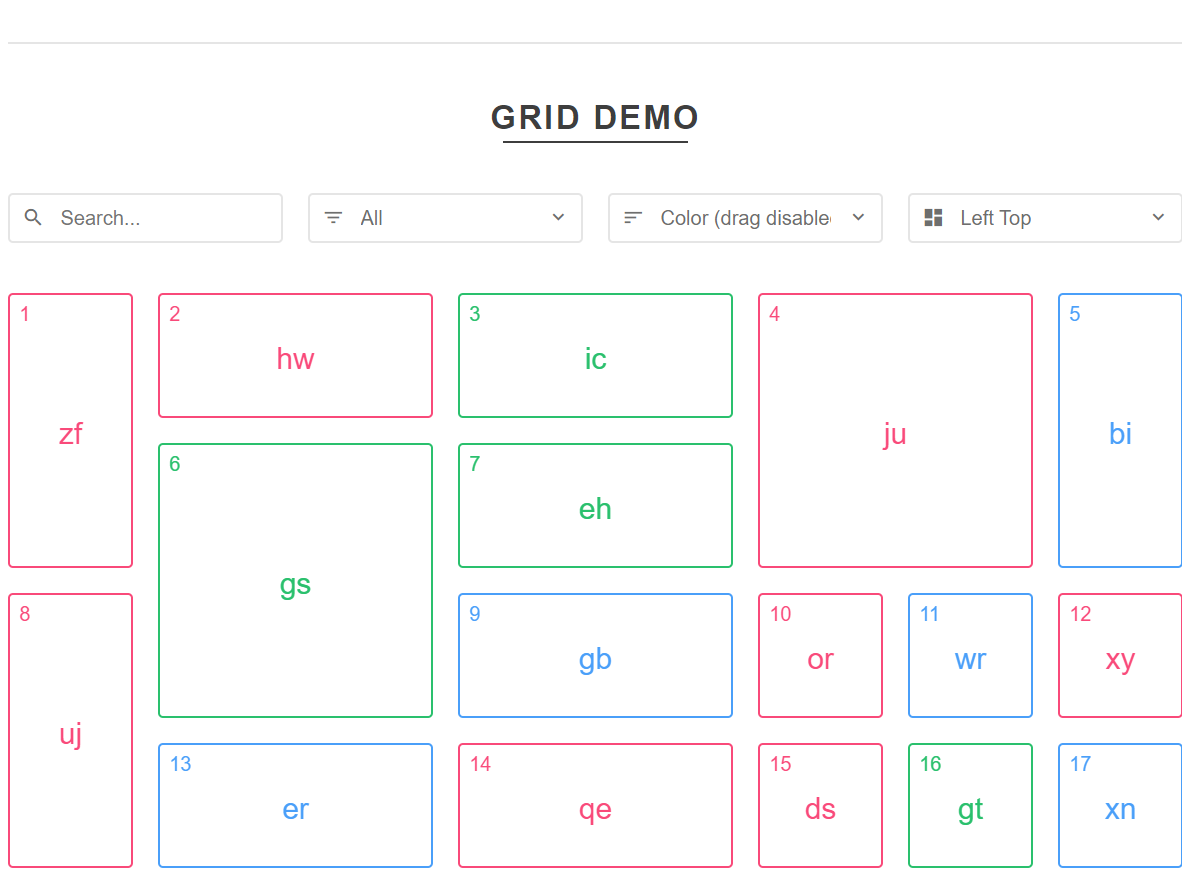 GRID DEMO
Search...
All
Color (drag disable
Left Top
1
zf
2
hw
3
ic
4
ju
5
bi
6
gs
7
eh
8
uj
9
gb
10
or
11
wr
12
xy
13
er
14
qe
15
ds
16
gt
17
xn